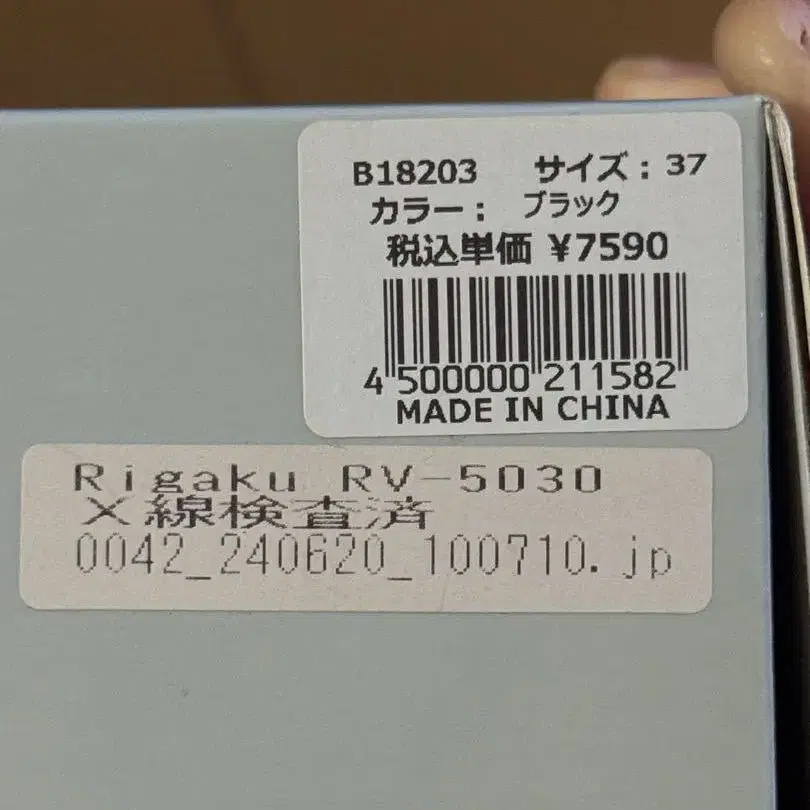 B18203 サイズ: 37
カラー: ブラック
税込単価 ¥7590
4 500000 211582
MADE IN CHINA
Rigaku RV-5030
X線検査済
0042_240620_100710.jp